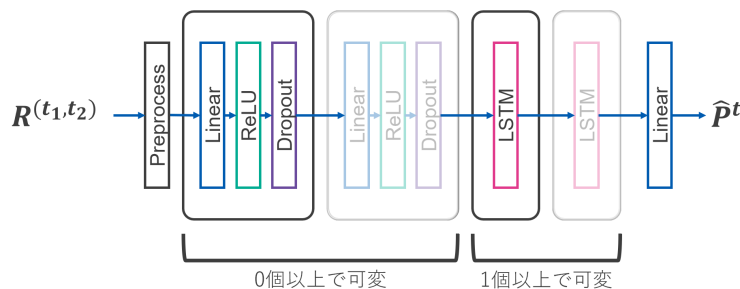 R^(t₁,t₂)
Preprocess
Linear
ReLU
Dropout
Linear
ReLU
Dropout
LSTM
LSTM
Linear
P̂^t
0個以上で可変
1個以上で可変